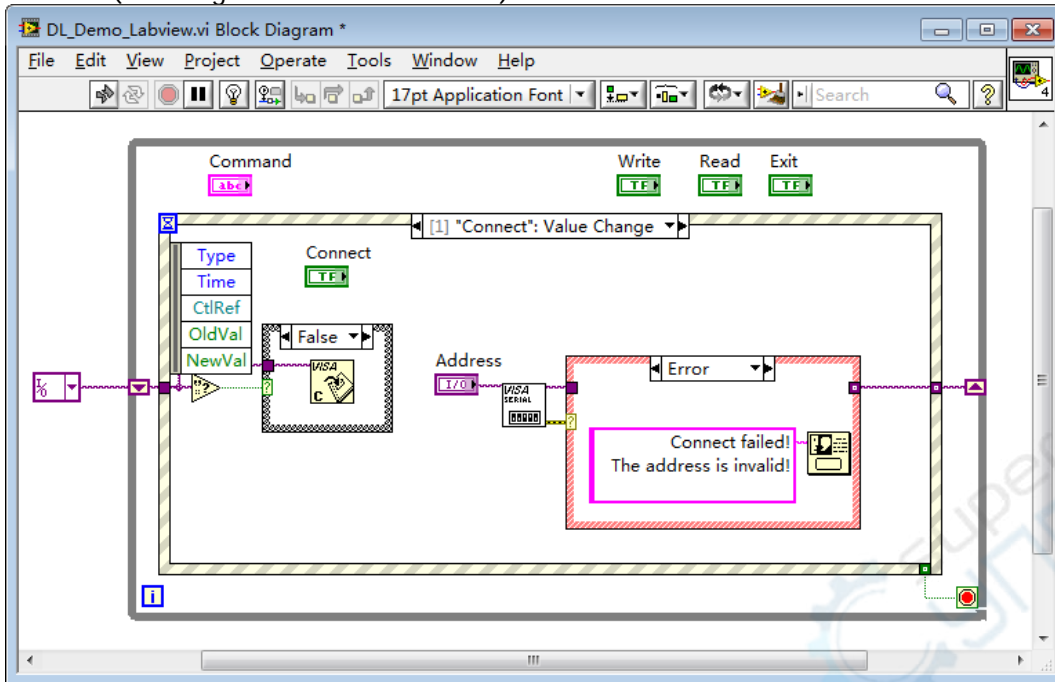 DL_Demo_Labview.vi Block Diagram *
File Edit View Project Operate Tools Window Help
17pt Application Font
Search
4
Command
abc
Write Read Exit
TF TF TF
[1] "Connect": Value Change
Type
Time
CtlRef
OldVal
NewVal
Connect
TF
False
VISA
C
Address
I/O
VISA
SERIAL
Error
Connect failed!
The address is invalid!
I/O
?
?
?
i